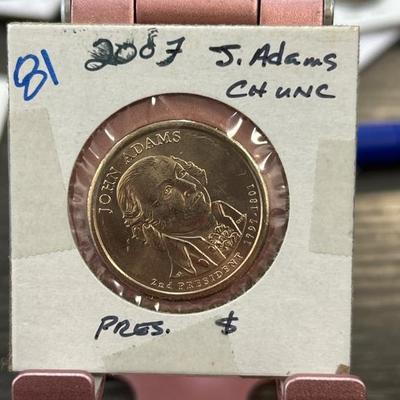 81
2007 J. Adams
CH UNC
JOHN ADAMS
2nd PRESIDENT 1797-1801
PRES. $